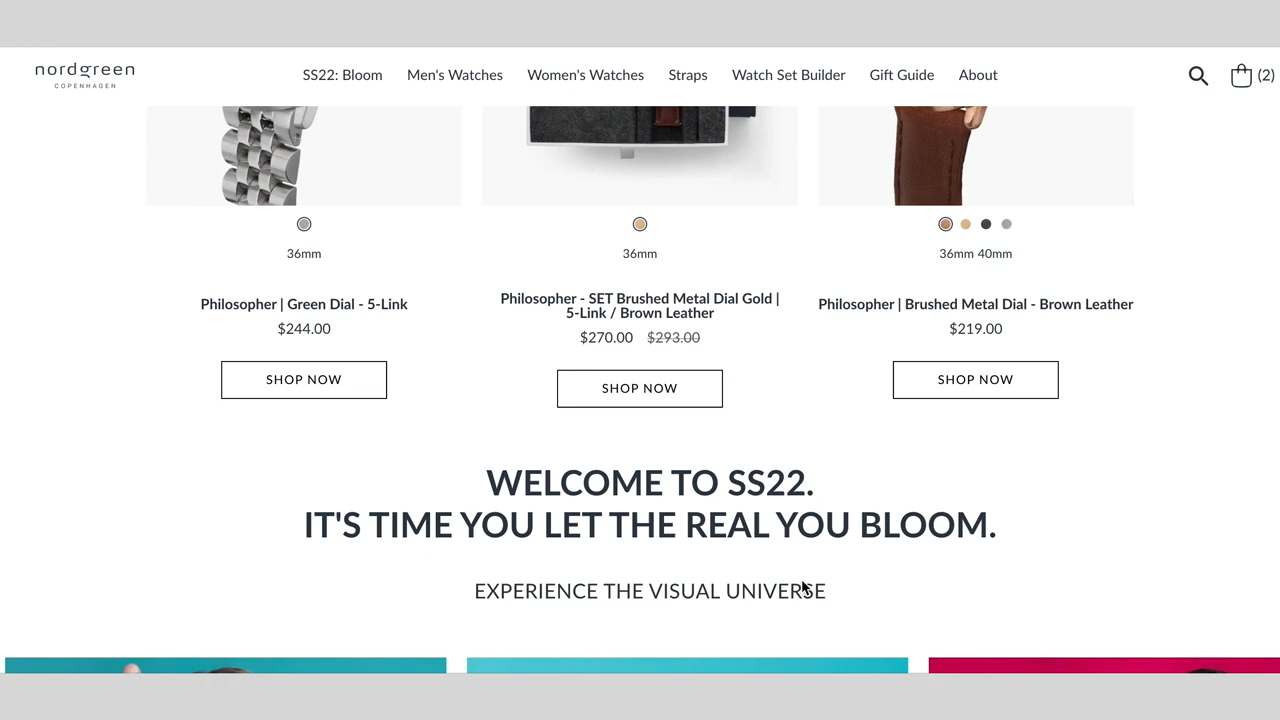 nordgreen
COPENHAGEN
SS22: Bloom Men's Watches Women's Watches Straps Watch Set Builder Gift Guide About
(2)
36mm
36mm
36mm 40mm
Philosopher | Green Dial - 5-Link
$244.00
SHOP NOW
Philosopher - SET Brushed Metal Dial Gold |
5-Link / Brown Leather
$270.00 $293.00
SHOP NOW
Philosopher | Brushed Metal Dial - Brown Leather
$219.00
SHOP NOW
WELCOME TO SS22.
IT'S TIME YOU LET THE REAL YOU BLOOM.
EXPERIENCE THE VISUAL UNIVERSE